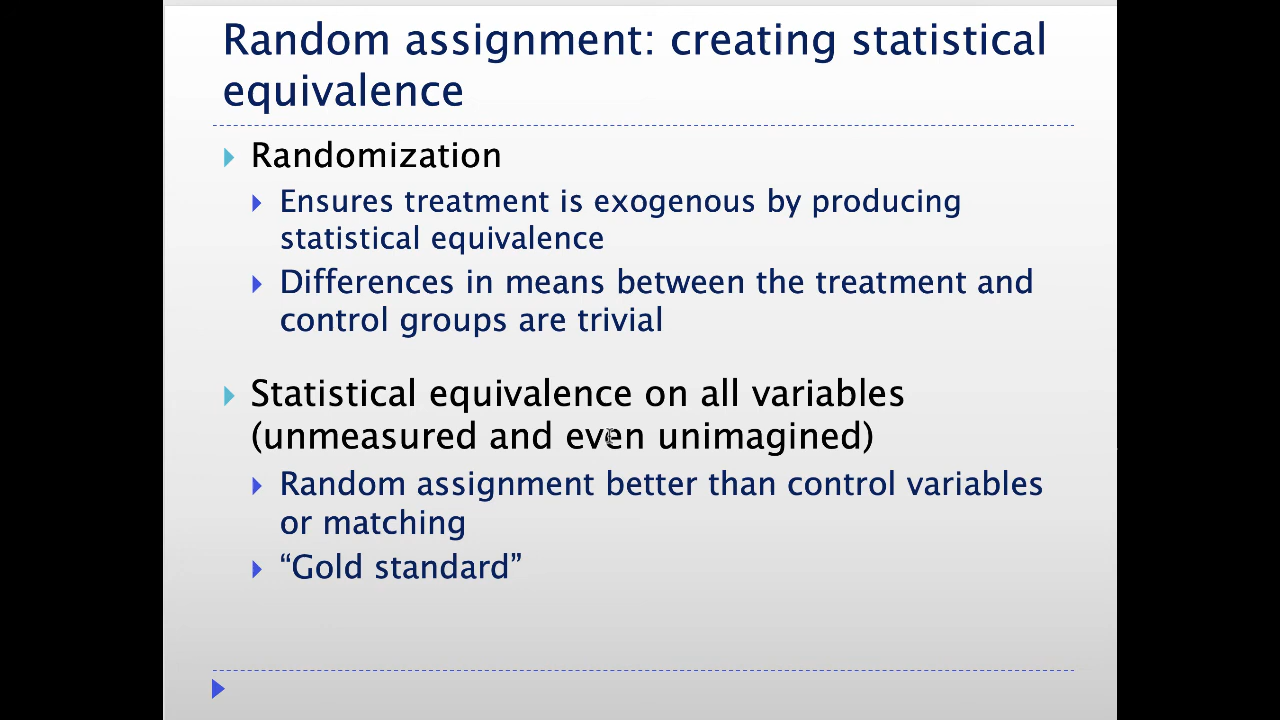 Random assignment: creating statistical
equivalence
Randomization
Ensures treatment is exogenous by producing
statistical equivalence
Differences in means between the treatment and
control groups are trivial
Statistical equivalence on all variables
(unmeasured and even unimagined)
Random assignment better than control variables
or matching
“Gold standard”